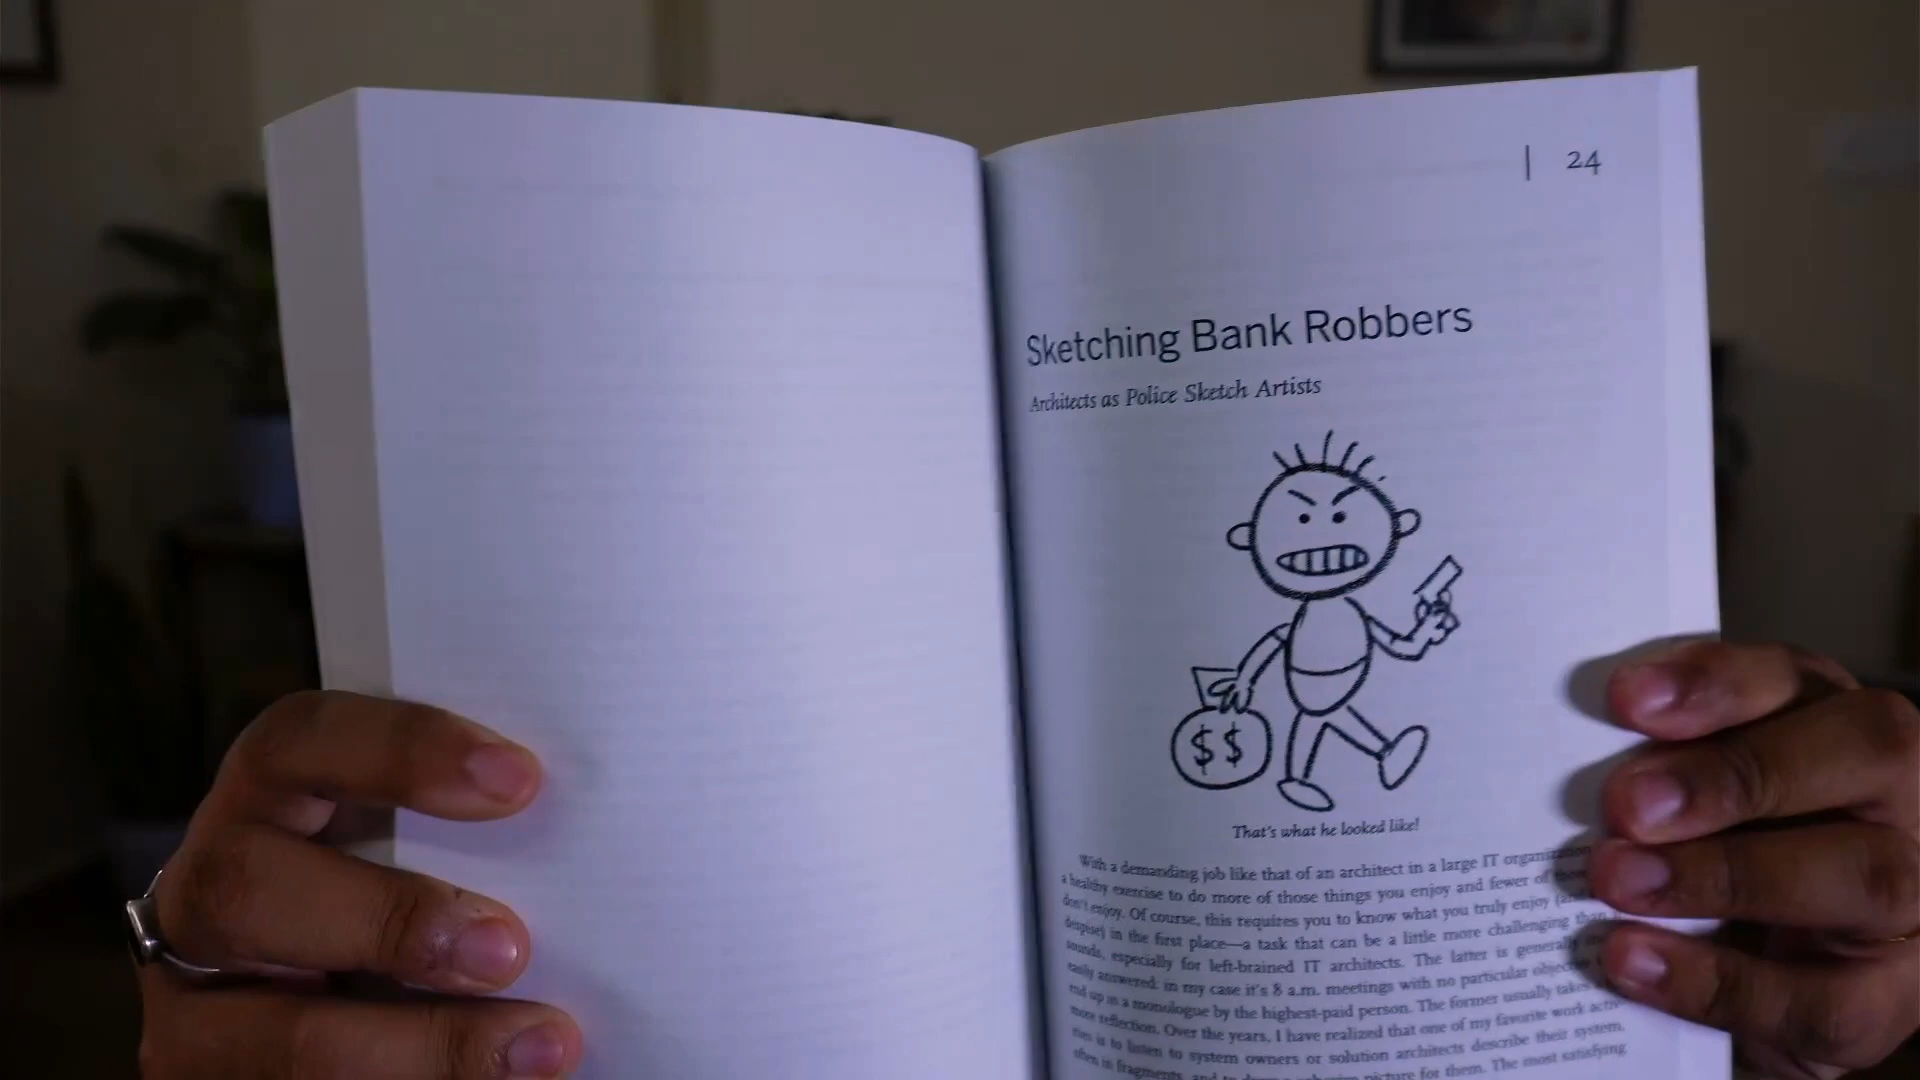 | 24
Sketching Bank Robbers
Architects as Police Sketch Artists
$ $
That's what he looked like!
With a demanding job like that of an architect in a large IT organization
a healthy exercise to do more of those things you enjoy and fewer of
don't enjoy. Of course, this requires you to know what you truly enjoy
despise) in the first place—a task that can be a little more challenging than
sounds, especially for left-brained IT architects. The latter is generally
easily answered: in my case it's 8 a.m. meetings with no particular objective
end up in a monologue by the highest-paid person. The former usually takes
more reflection. Over the years, I have realized that one of my favorite work
ties is to listen to system owners or solution architects describe their system,
often in fragments, and to draw a cohesive picture for them. The most satisfying